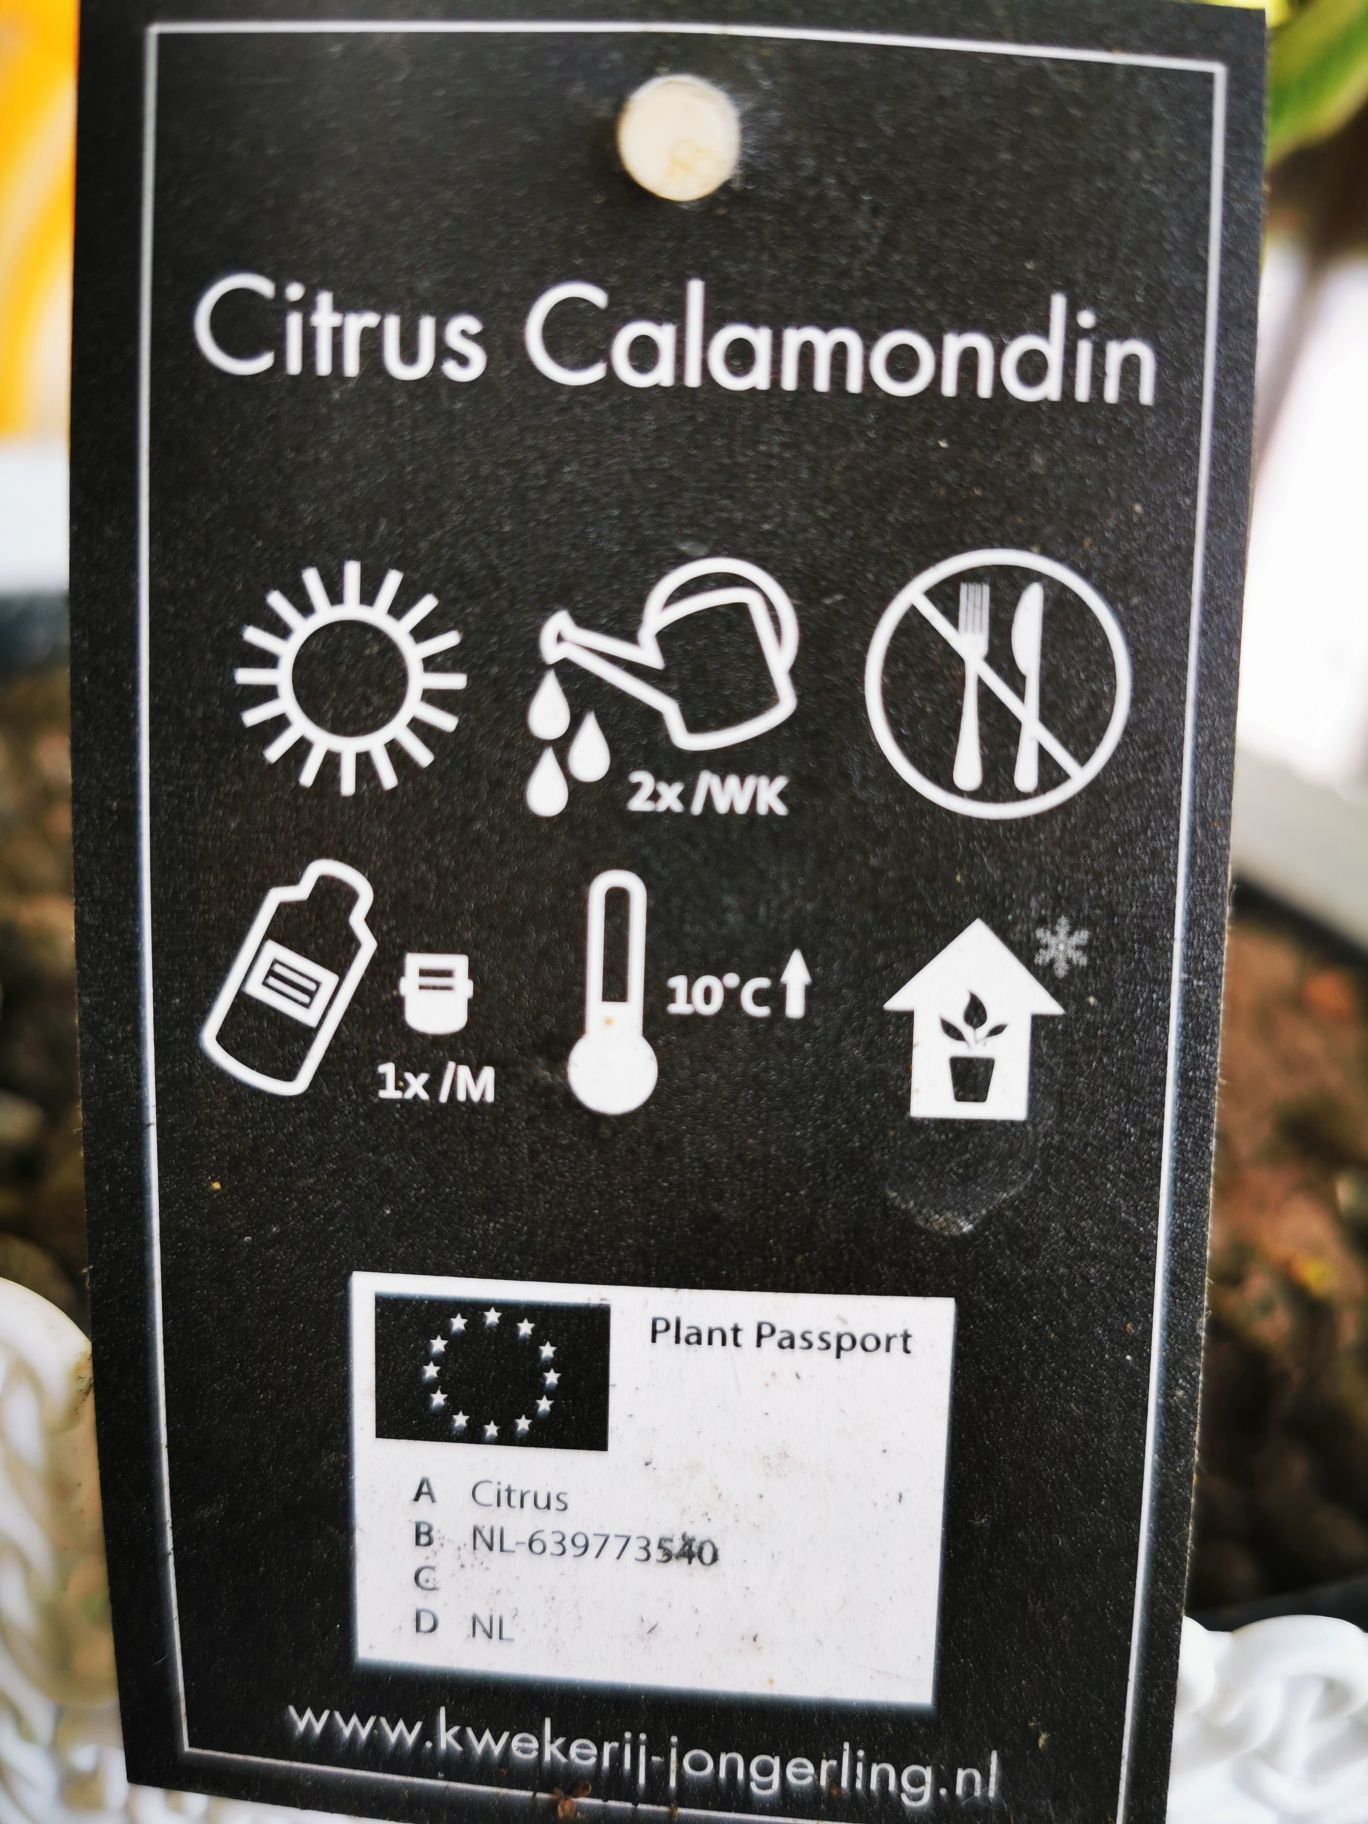 Citrus Calamondin
2x /WK
1x /M
10°C
Plant Passport
A Citrus
B NL-639773540
C
D NL
www.kwekerij-jongerling.nl